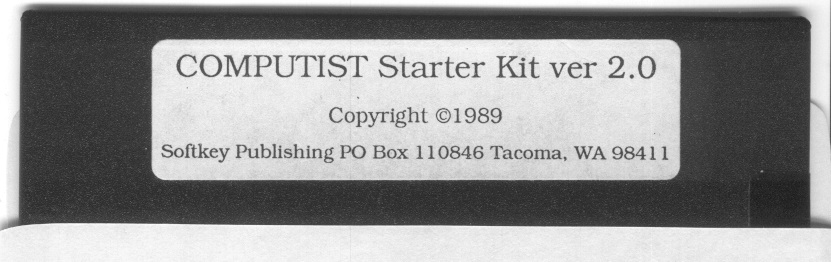 COMPUTIST Starter Kit ver 2.0
Copyright ©1989
Softkey Publishing PO Box 110846 Tacoma, WA 98411